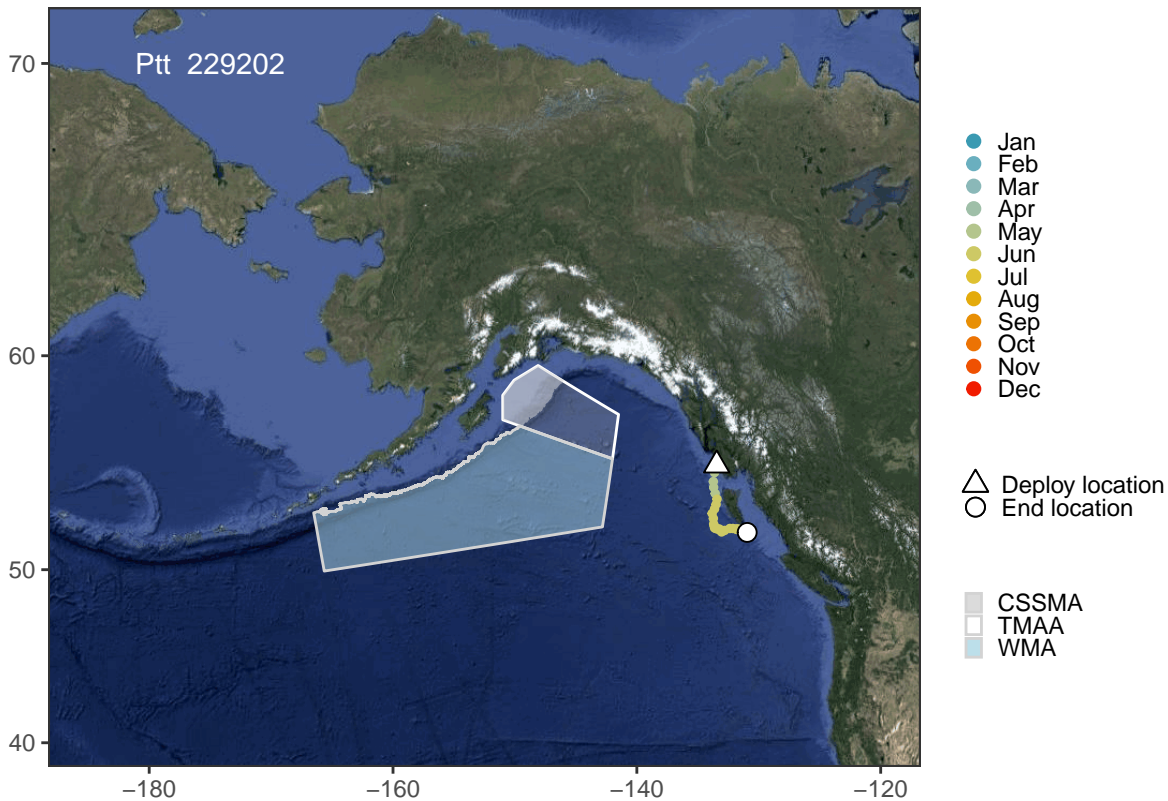 Ptt 229202
70
60
50
40
−180
−160
−140
−120
Jan
Feb
Mar
Apr
May
Jun
Jul
Aug
Sep
Oct
Nov
Dec
Deploy location
End location
CSSMA
TMAA
WMA